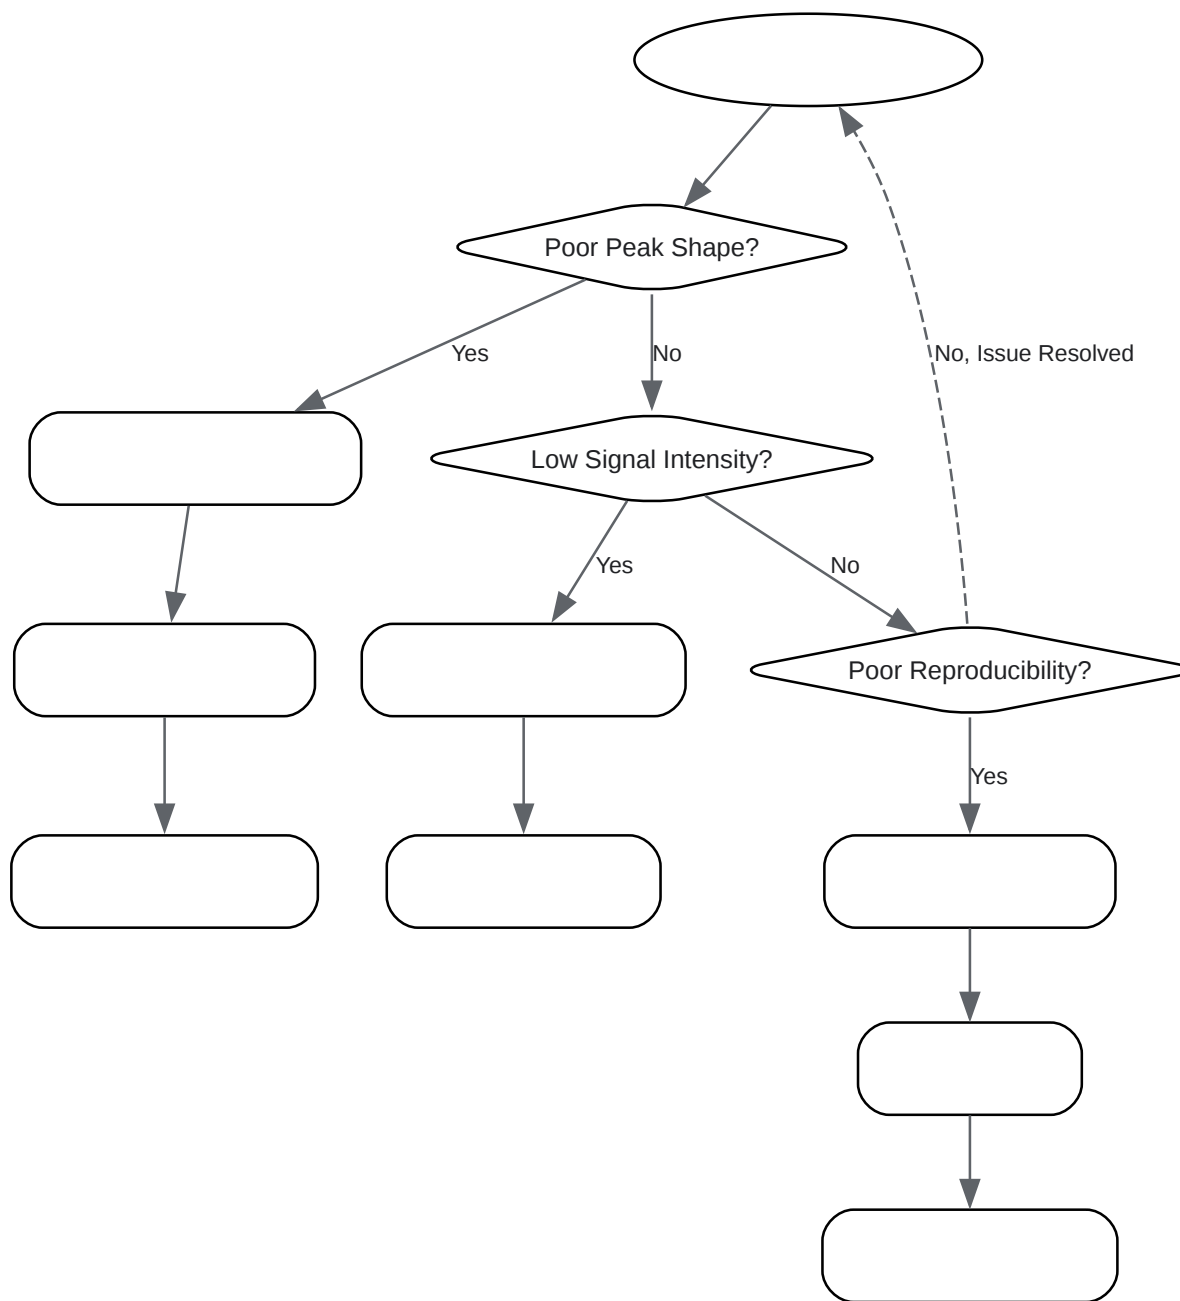 Poor Peak Shape?
Yes
No
No, Issue Resolved
Low Signal Intensity?
Yes
No
Poor Reproducibility?
Yes